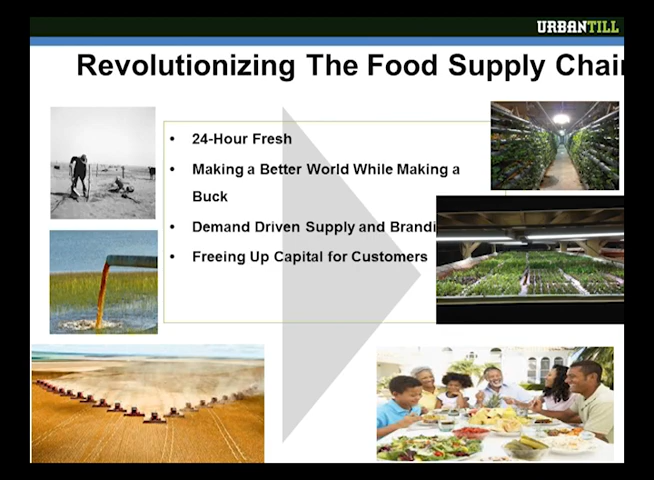 URBANTILL
Revolutionizing The Food Supply Chai
• 24-Hour Fresh
• Making a Better World While Making a
Buck
• Demand Driven Supply and Brandi
• Freeing Up Capital for Customers